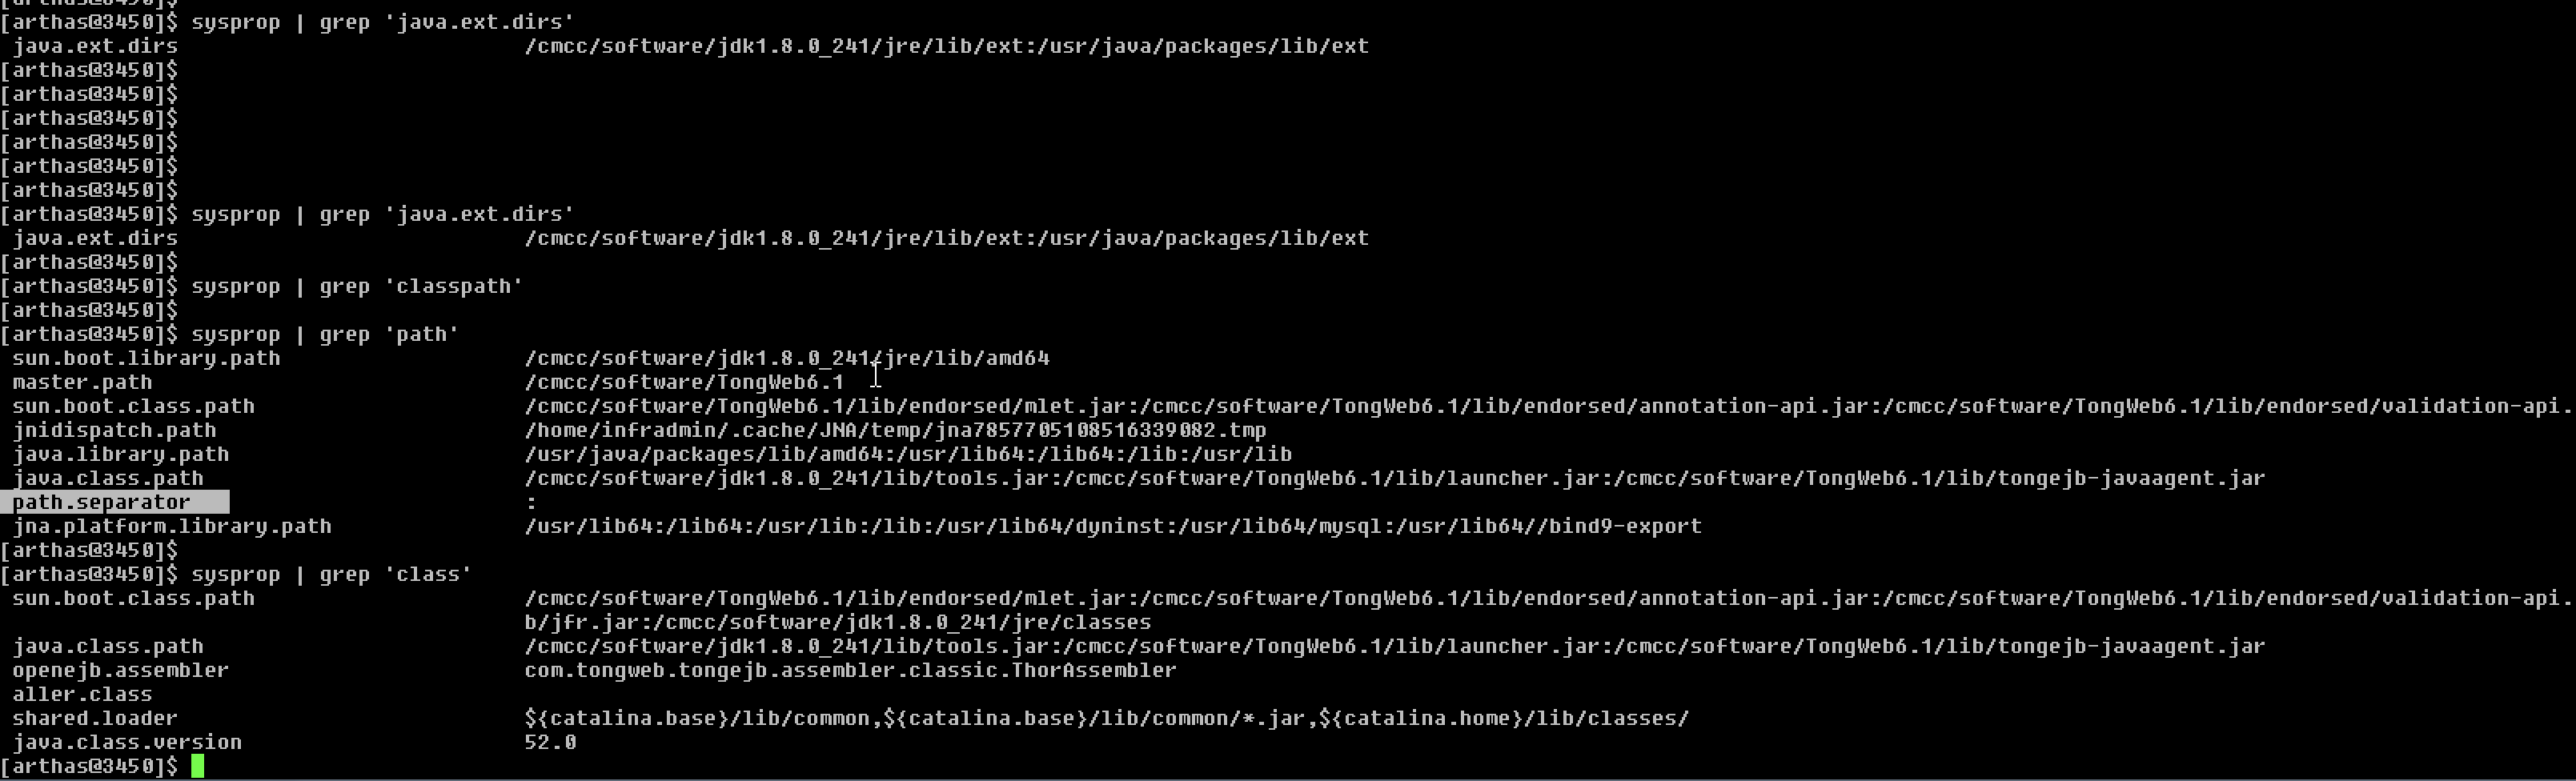 [arthas@3450]$
[arthas@3450]$ sysprop | grep 'java.ext.dirs'
java.ext.dirs /cmcc/software/jdk1.8.0_241/jre/lib/ext:/usr/java/packages/lib/ext
[arthas@3450]$
[arthas@3450]$
[arthas@3450]$
[arthas@3450]$
[arthas@3450]$
[arthas@3450]$
[arthas@3450]$ sysprop | grep 'java.ext.dirs'
java.ext.dirs /cmcc/software/jdk1.8.0_241/jre/lib/ext:/usr/java/packages/lib/ext
[arthas@3450]$
[arthas@3450]$ sysprop | grep 'classpath'
[arthas@3450]$
[arthas@3450]$ sysprop | grep 'path'
sun.boot.library.path /cmcc/software/jdk1.8.0_241/jre/lib/amd64
master.path /cmcc/software/TongWeb6.1
sun.boot.class.path /cmcc/software/TongWeb6.1/lib/endorsed/mlet.jar:/cmcc/software/TongWeb6.1/lib/endorsed/annotation-api.jar:/cmcc/software/TongWeb6.1/lib/endorsed/validation-api.
jnidispatch.path /home/infradmin/.cache/JNA/temp/jna7857705108516339082.tmp
java.library.path /usr/java/packages/lib/amd64:/usr/lib64:/lib64:/lib:/usr/lib
java.class.path /cmcc/software/jdk1.8.0_241/lib/tools.jar:/cmcc/software/TongWeb6.1/lib/launcher.jar:/cmcc/software/TongWeb6.1/lib/tongejb-javaagent.jar
path.separator :
jna.platform.library.path /usr/lib64:/lib64:/usr/lib:/lib:/usr/lib64/dyninst:/usr/lib64/mysql:/usr/lib64//bind9-export
[arthas@3450]$
[arthas@3450]$ sysprop | grep 'class'
sun.boot.class.path /cmcc/software/TongWeb6.1/lib/endorsed/mlet.jar:/cmcc/software/TongWeb6.1/lib/endorsed/annotation-api.jar:/cmcc/software/TongWeb6.1/lib/endorsed/validation-api.
b/jfr.jar:/cmcc/software/jdk1.8.0_241/jre/classes
java.class.path /cmcc/software/jdk1.8.0_241/lib/tools.jar:/cmcc/software/TongWeb6.1/lib/launcher.jar:/cmcc/software/TongWeb6.1/lib/tongejb-javaagent.jar
openejb.assembler com.tongweb.tongejb.assembler.classic.ThorAssembler
aller.class
shared.loader ${catalina.base}/lib/common,${catalina.base}/lib/common/*.jar,${catalina.home}/lib/classes/
java.class.version 52.0
[arthas@3450]$